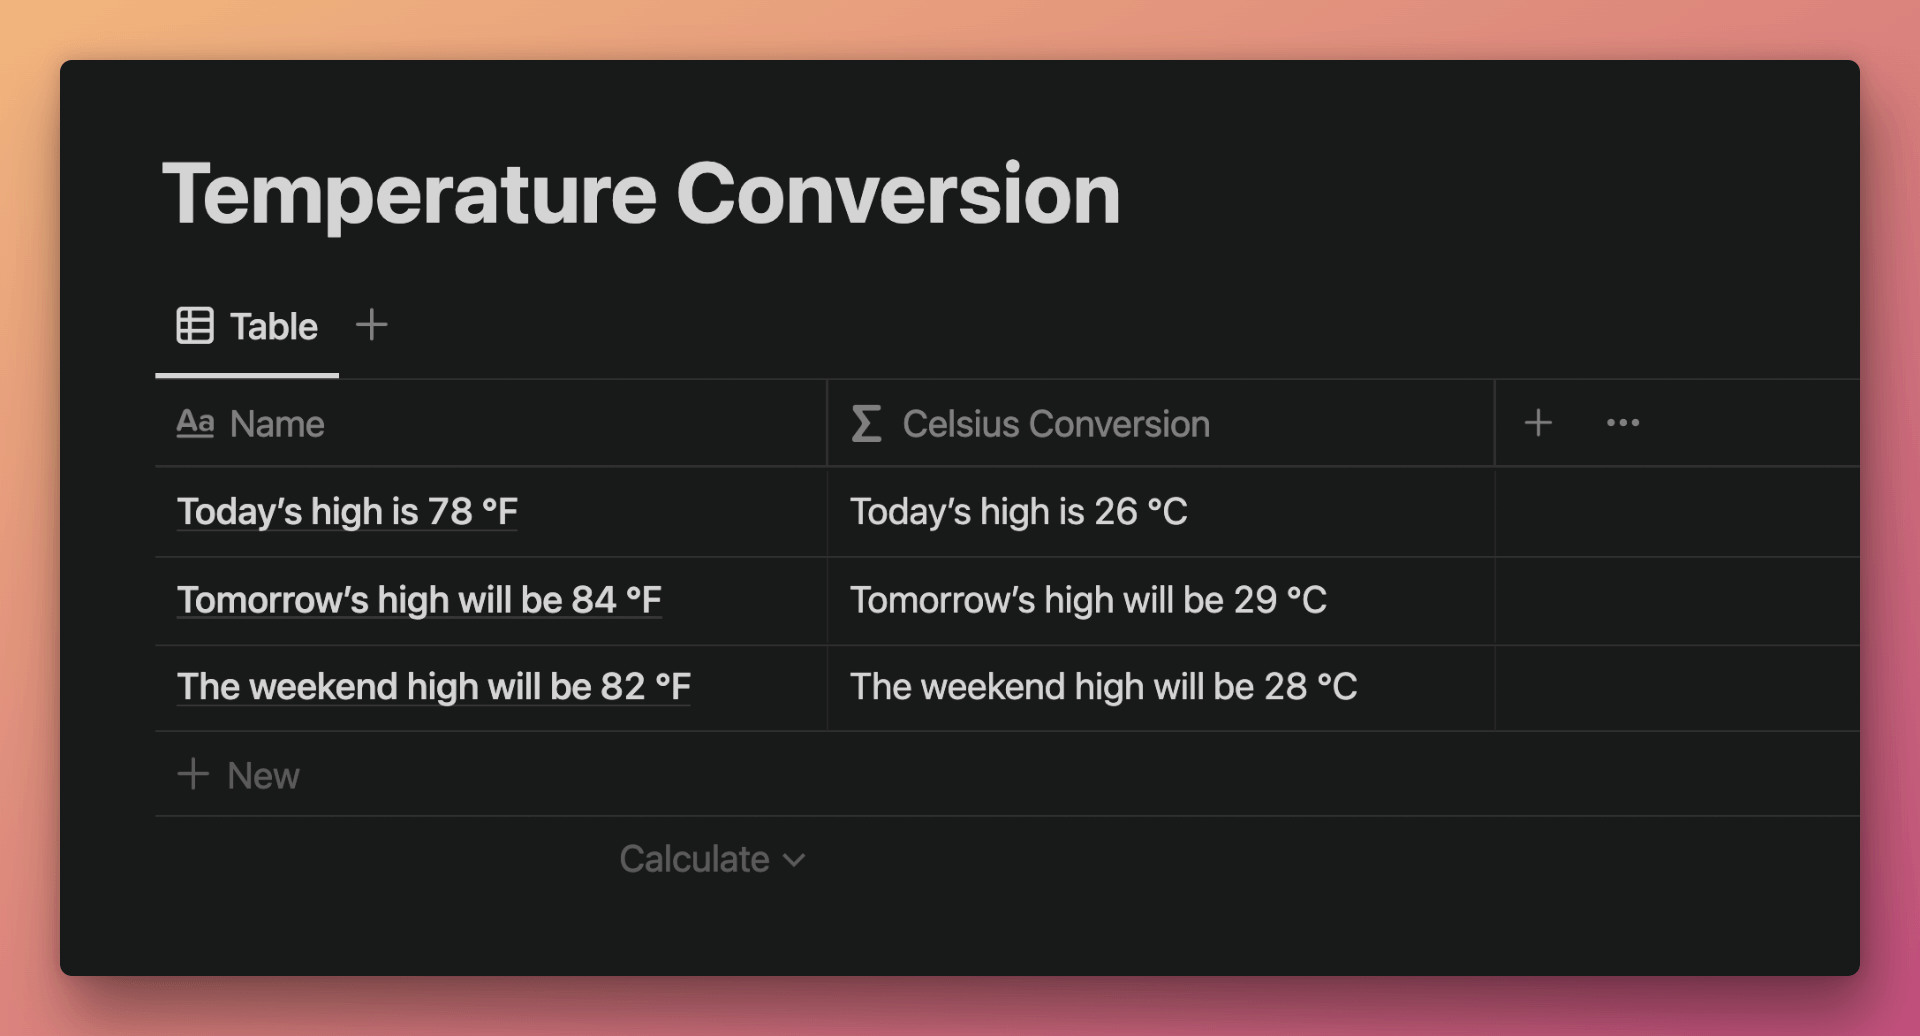 Temperature Conversion
Table
Aa Name
Σ Celsius Conversion
Today’s high is 78 °F
Today’s high is 26 °C
Tomorrow’s high will be 84 °F
Tomorrow’s high will be 29 °C
The weekend high will be 82 °F
The weekend high will be 28 °C
New
Calculate